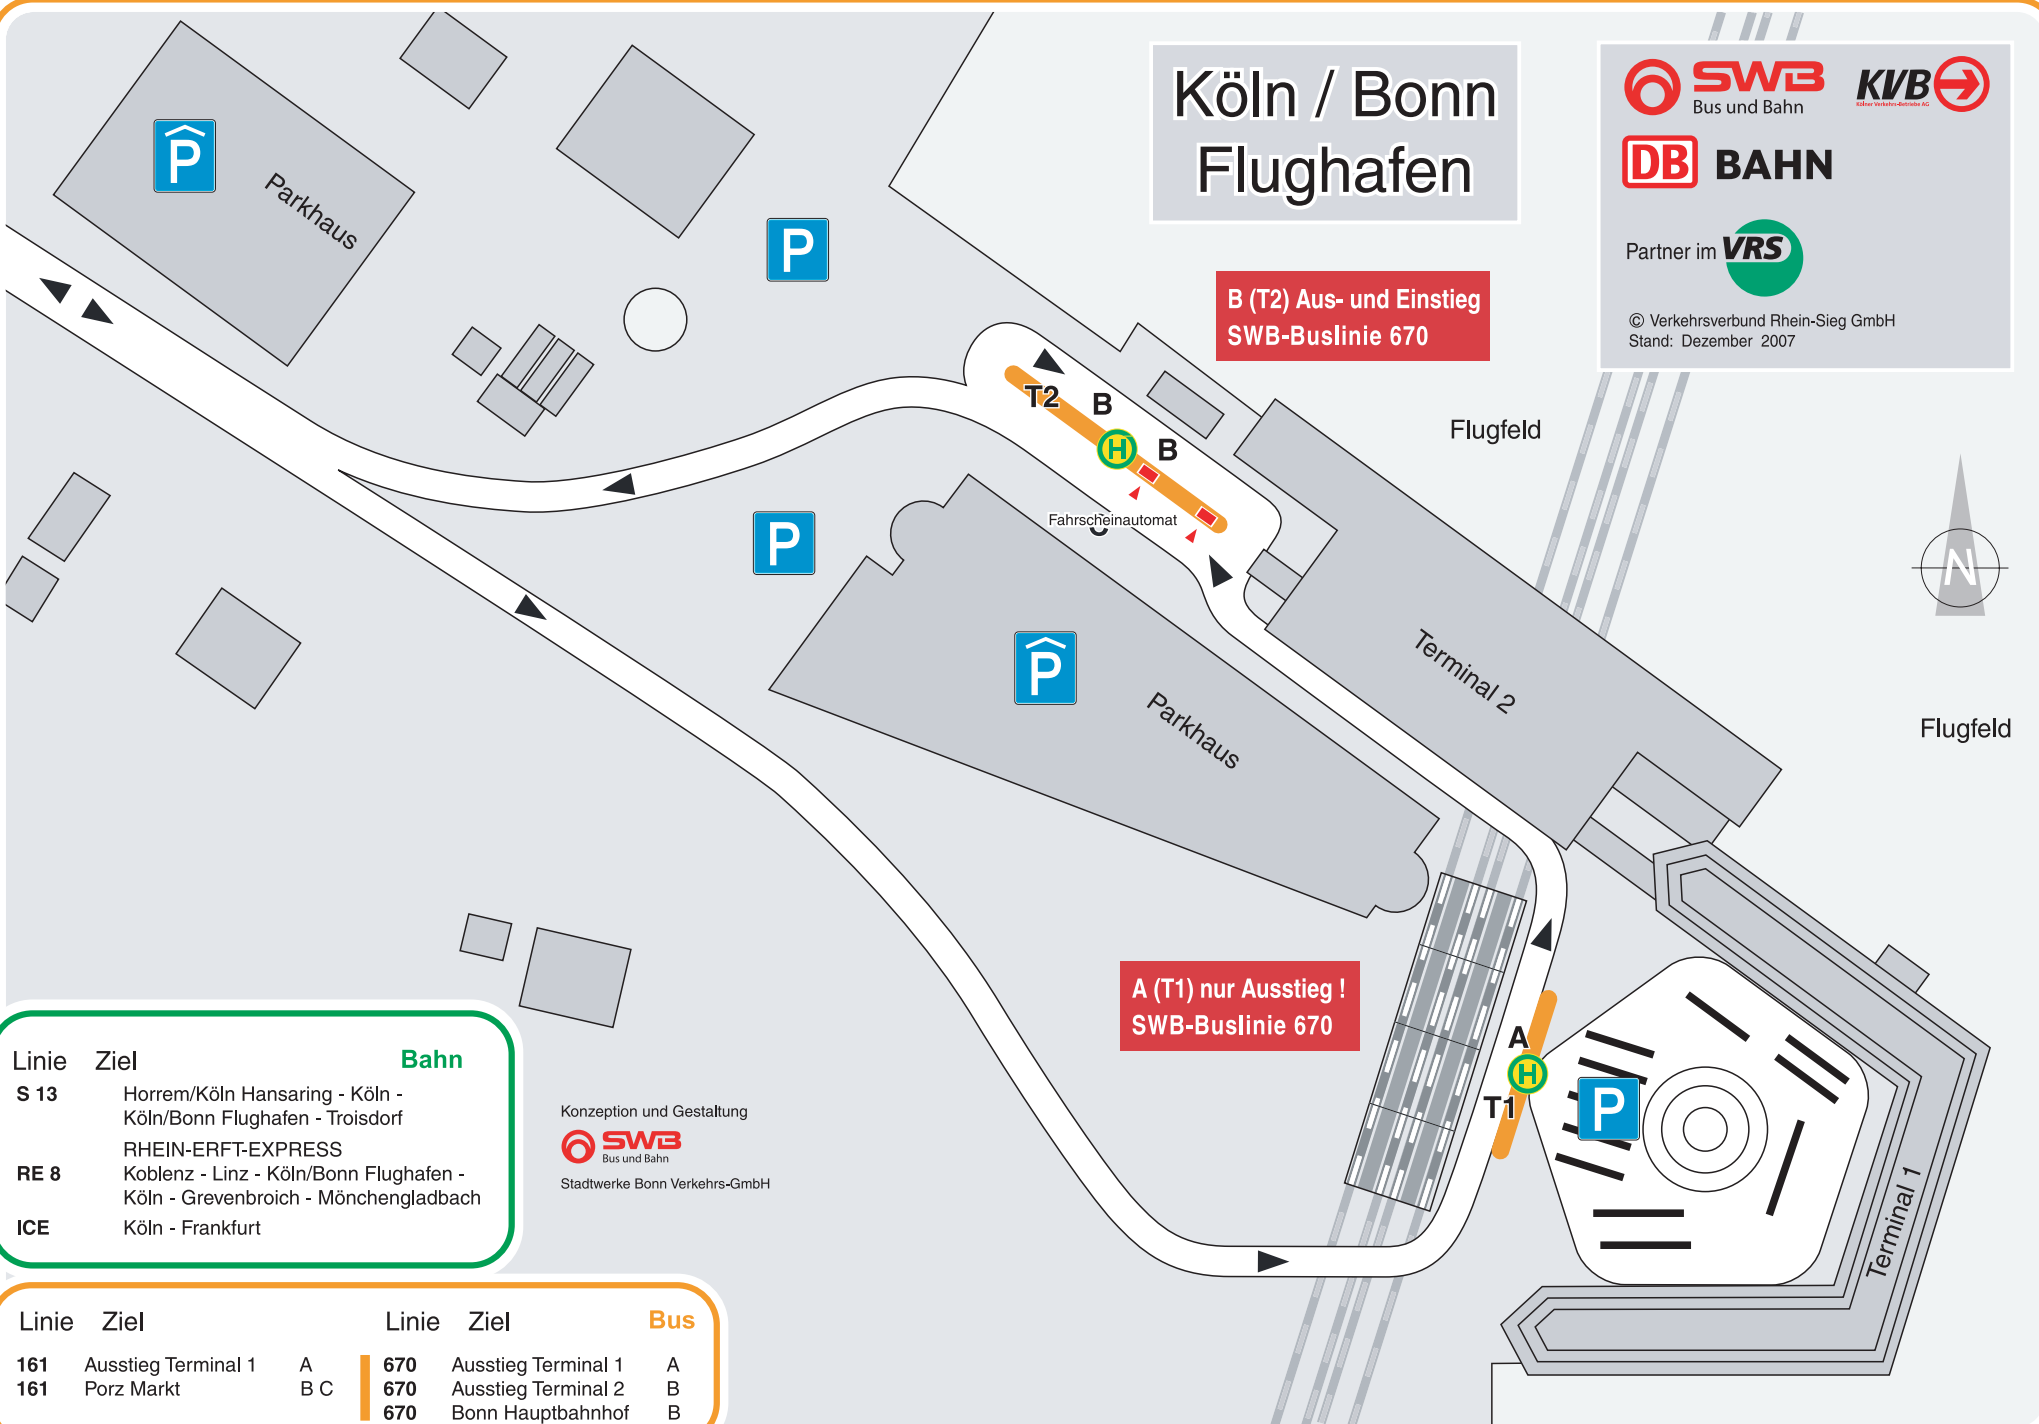 Köln / Bonn
Flughafen
SWB
Bus und Bahn
KVB
Kölner Verkehrs-Betriebe AG
DB BAHN
Partner im VRS
© Verkehrsverbund Rhein-Sieg GmbH
Stand: Dezember 2007
P
Parkhaus
P
B (T2) Aus- und Einstieg
SWB-Buslinie 670
T2
B
H
B
Fahrscheinautomat
Flugfeld
P
N
P
Parkhaus
Terminal 2
Flugfeld
A (T1) nur Ausstieg !
SWB-Buslinie 670
A
H
T1
P
Terminal 1
Linie Ziel Bahn
S 13 Horrem/Köln Hansaring - Köln -
Köln/Bonn Flughafen - Troisdorf
RHEIN-ERFT-EXPRESS
RE 8 Koblenz - Linz - Köln/Bonn Flughafen -
Köln - Grevenbroich - Mönchengladbach
ICE Köln - Frankfurt
Konzeption und Gestaltung
SWB
Bus und Bahn
Stadtwerke Bonn Verkehrs-GmbH
Linie Ziel Linie Ziel Bus
161 Ausstieg Terminal 1 A 670 Ausstieg Terminal 1 A
161 Porz Markt B C 670 Ausstieg Terminal 2 B
670 Bonn Hauptbahnhof B